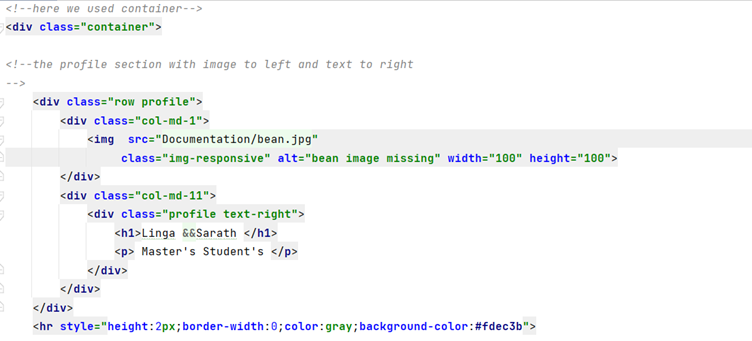 <!--here we used container-->
<div class="container">
<!--the profile section with image to left and text to right
-->
<div class="row profile">
<div class="col-md-1">
<img  src="Documentation/bean.jpg"
class="img-responsive" alt="bean image missing" width="100" height="100">
</div>
<div class="col-md-11">
<div class="profile text-right">
<h1>Linga &&Sarath </h1>
<p> Master's Student's </p>
</div>
</div>
</div>
<hr style="height:2px;border-width:0;color:gray;background-color:#fdec3b">